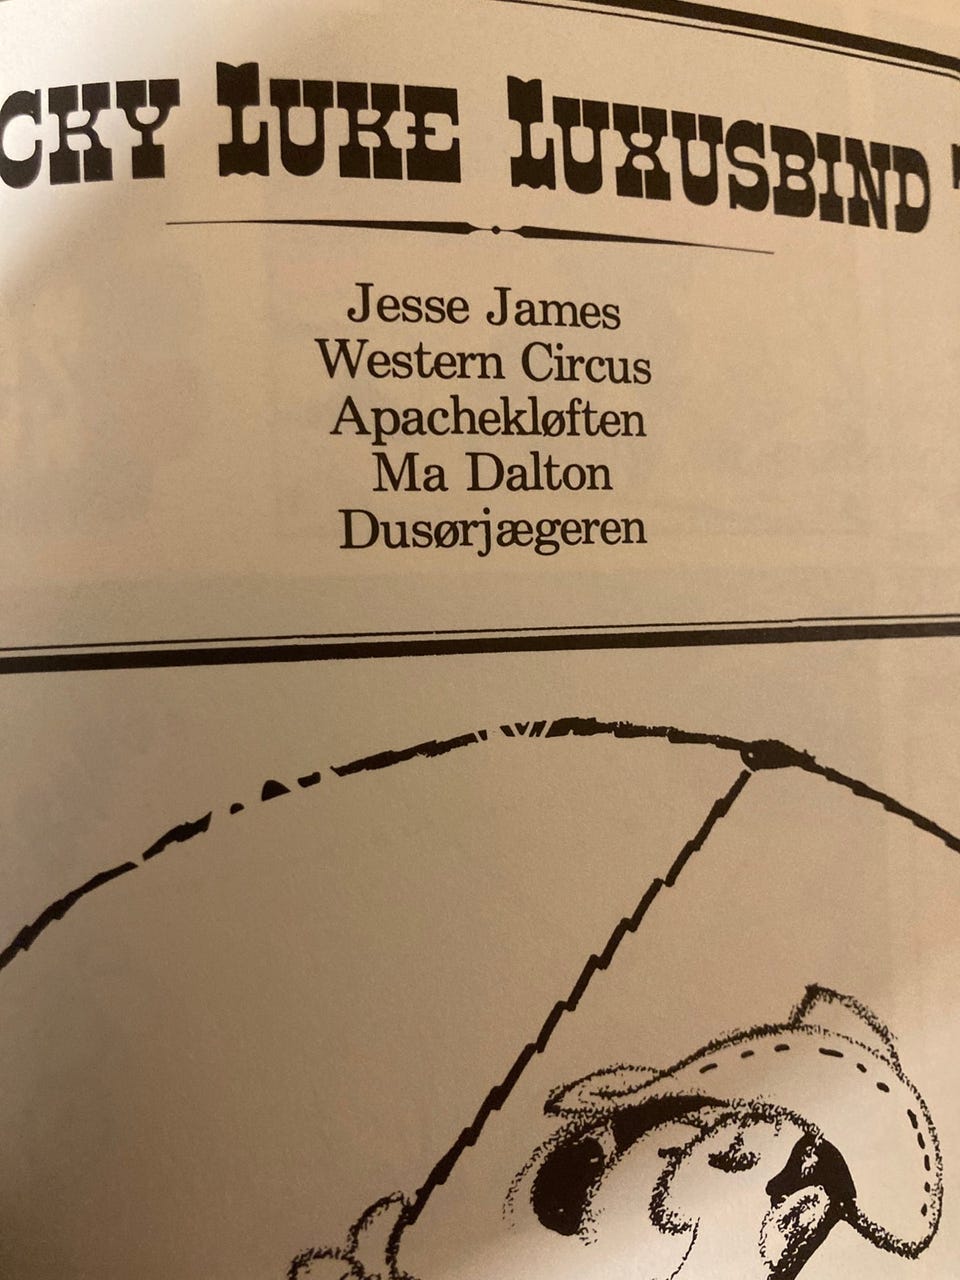 CKY LUKE LUXUSBIND
Jesse James
Western Circus
Apachekløften
Ma Dalton
Dusørjægeren